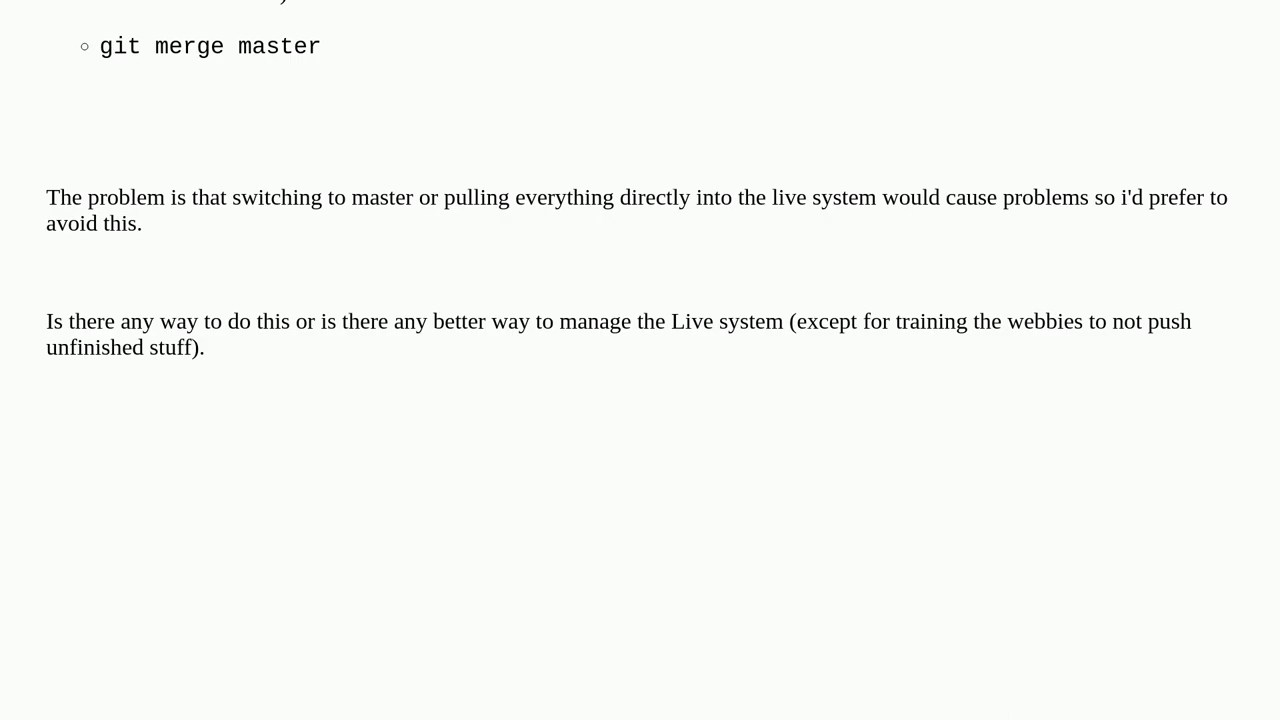 git merge master
The problem is that switching to master or pulling everything directly into the live system would cause problems so i'd prefer to
avoid this.
Is there any way to do this or is there any better way to manage the Live system (except for training the webbies to not push
unfinished stuff).